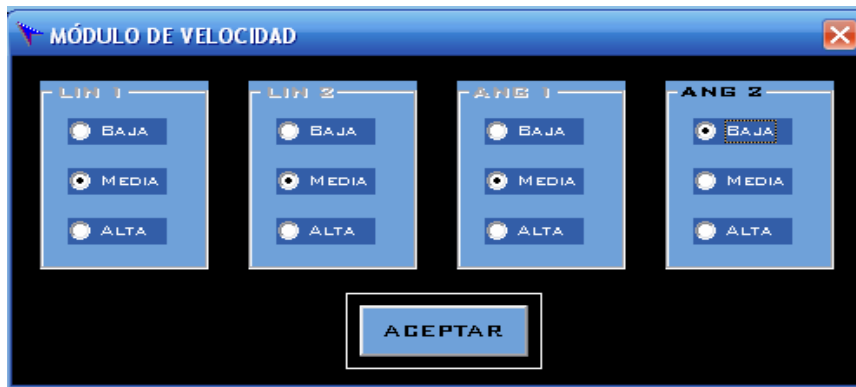 MÓDULO DE VELOCIDAD
LIN 1 LIN 2 ANG 1 ANG 2
BAJA BAJA BAJA BAJA
MEDIA MEDIA MEDIA MEDIA
ALTA ALTA ALTA ALTA
ACEPTAR